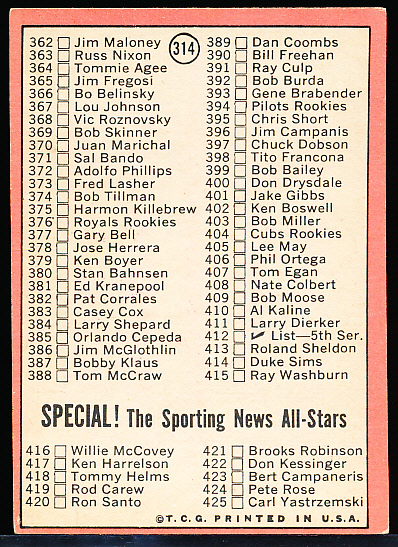 314
362 Jim Maloney
363 Russ Nixon
364 Tommie Agee
365 Jim Fregosi
366 Bo Belinsky
367 Lou Johnson
368 Vic Roznovsky
369 Bob Skinner
370 Juan Marichal
371 Sal Bando
372 Adolfo Phillips
373 Fred Lasher
374 Bob Tillman
375 Harmon Killebrew
376 Royals Rookies
377 Gary Bell
378 Jose Herrera
379 Ken Boyer
380 Stan Bahnsen
381 Ed Kranepool
382 Pat Corrales
383 Casey Cox
384 Larry Shepard
385 Orlando Cepeda
386 Jim McGlothlin
387 Bobby Klaus
388 Tom McCraw
389 Dan Coombs
390 Bill Freehan
391 Ray Culp
392 Bob Burda
393 Gene Brabender
394 Pilots Rookies
395 Chris Short
396 Jim Campanis
397 Chuck Dobson
398 Tito Francona
399 Bob Bailey
400 Don Drysdale
401 Jake Gibbs
402 Ken Boswell
403 Bob Miller
404 Cubs Rookies
405 Lee May
406 Phil Ortega
407 Tom Egan
408 Nate Colbert
409 Bob Moose
410 Al Kaline
411 Larry Dierker
412 ✓ List—5th Ser.
413 Roland Sheldon
414 Duke Sims
415 Ray Washburn
SPECIAL! The Sporting News All-Stars
416 Willie McCovey
417 Ken Harrelson
418 Tommy Helms
419 Rod Carew
420 Ron Santo
421 Brooks Robinson
422 Don Kessinger
423 Bert Campaneris
424 Pete Rose
425 Carl Yastrzemski
©T.C.G. PRINTED IN U.S.A.